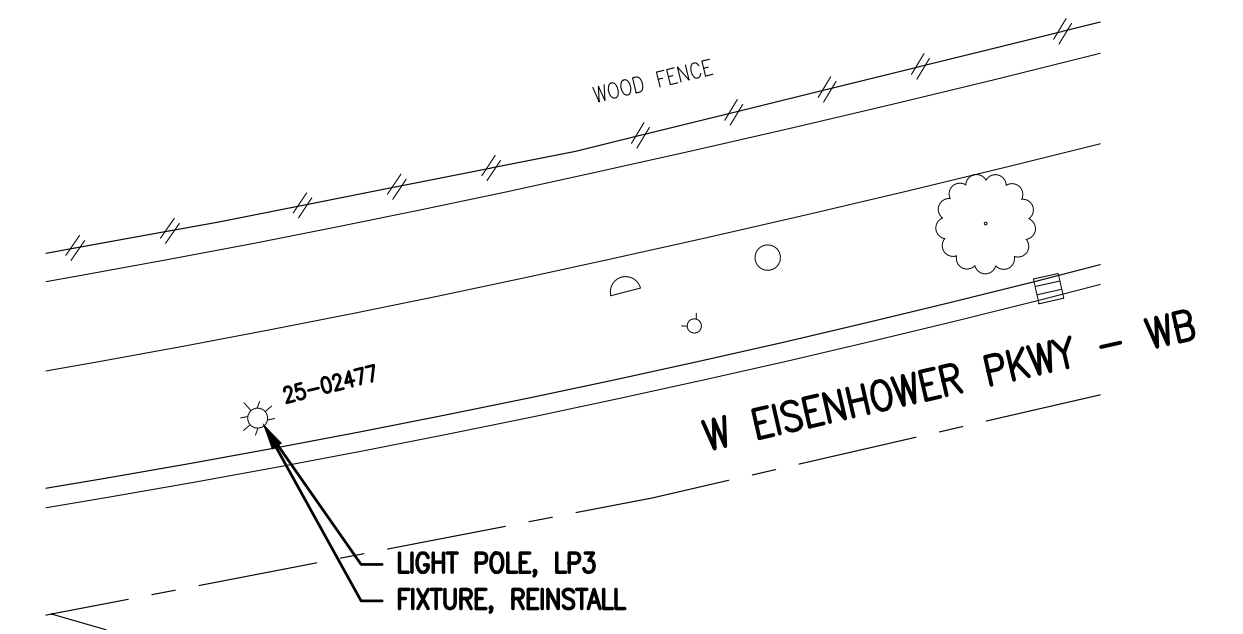 WOOD FENCE
25-02477
W EISENHOWER PKWY - WB
LIGHT POLE, LP3
FIXTURE, REINSTALL